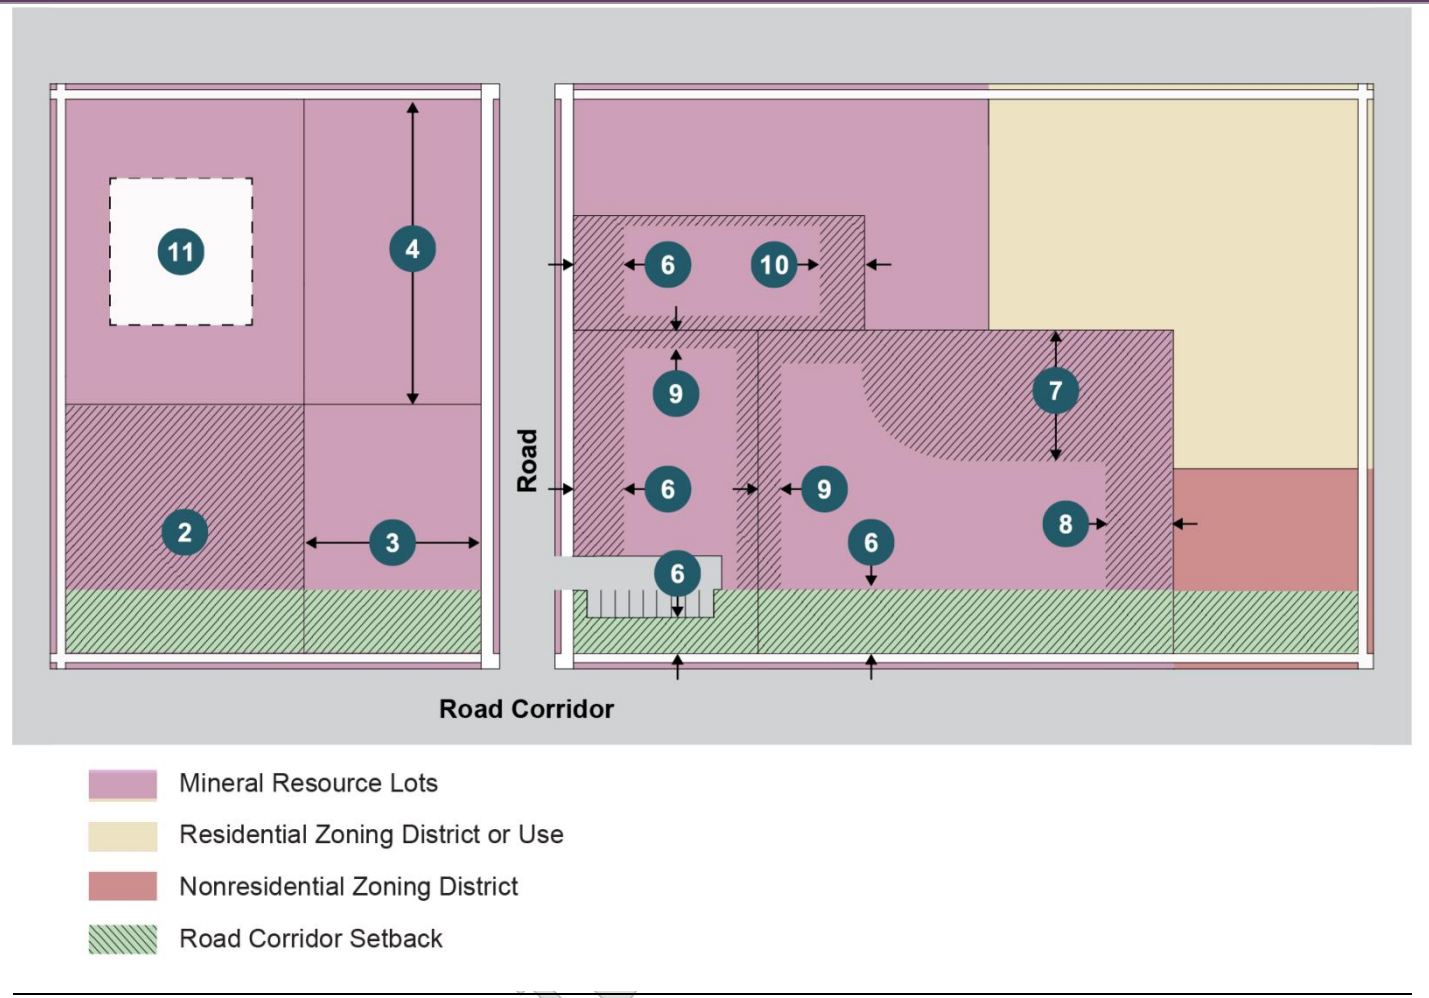 11
4
6
10
9
7
Road
6
9
8
2
3
6
6
Road Corridor
Mineral Resource Lots
Residential Zoning District or Use
Nonresidential Zoning District
Road Corridor Setback